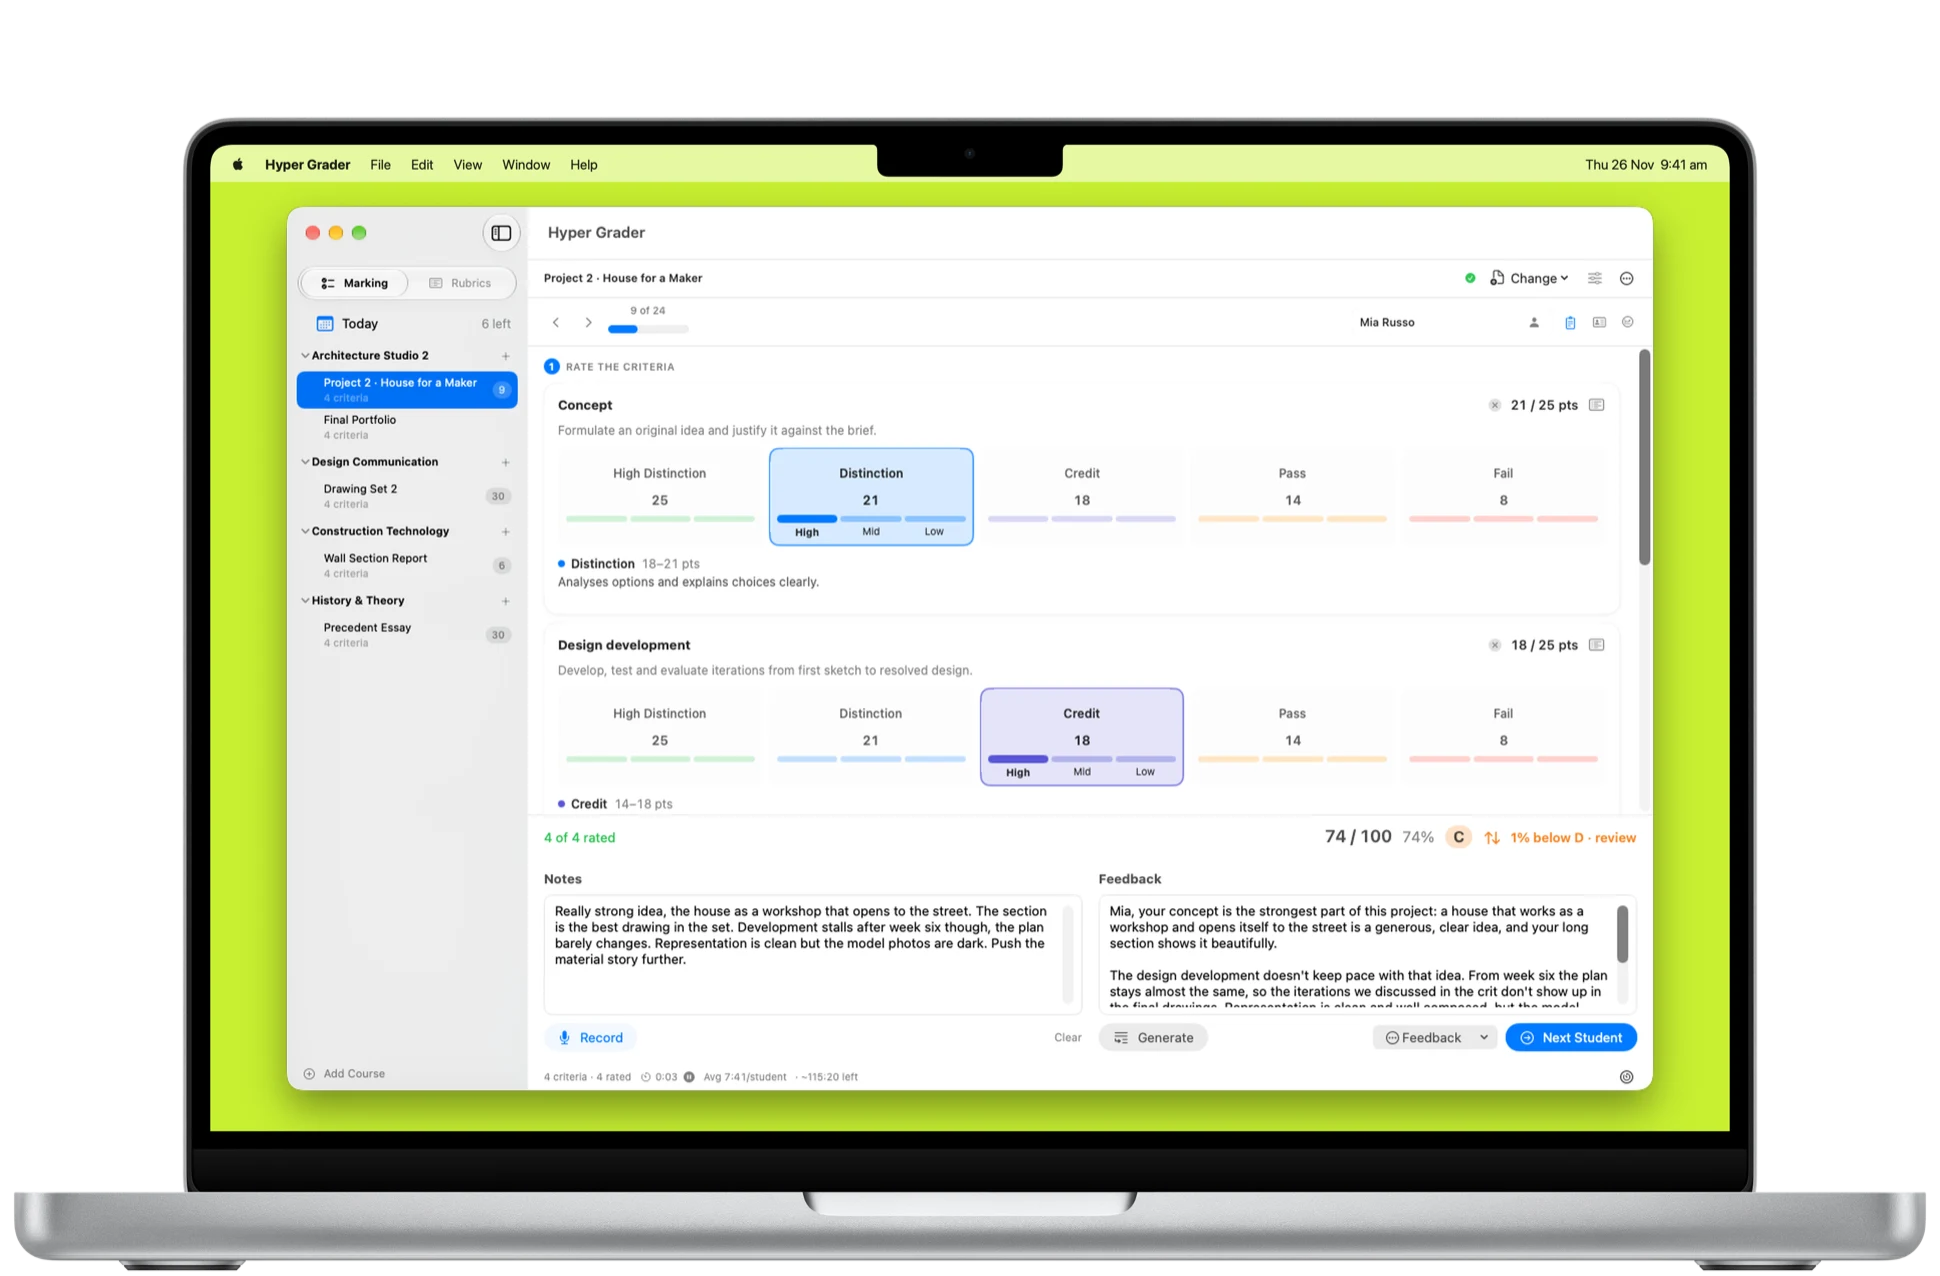 Hyper Grader File Edit View Window Help
Thu 26 Nov 9:41 am
Marking Rubrics
Today 6 left
Architecture Studio 2
Project 2 · House for a Maker
4 criteria
9
Final Portfolio
4 criteria
Design Communication
Drawing Set 2
4 criteria
30
Construction Technology
Wall Section Report
4 criteria
6
History & Theory
Precedent Essay
4 criteria
30
Add Course
Hyper Grader
Project 2 · House for a Maker
Change
9 of 24
Mia Russo
1 RATE THE CRITERIA
Concept
21 / 25 pts
Formulate an original idea and justify it against the brief.
High Distinction Distinction Credit Pass Fail
25 21 18 14 8
High Mid Low
Distinction 18–21 pts
Analyses options and explains choices clearly.
Design development
18 / 25 pts
Develop, test and evaluate iterations from first sketch to resolved design.
High Distinction Distinction Credit Pass Fail
25 21 18 14 8
High Mid Low
Credit 14–18 pts
4 of 4 rated
74 / 100 74% C 1% below D · review
Notes
Really strong idea, the house as a workshop that opens to the street. The section
is the best drawing in the set. Development stalls after week six though, the plan
barely changes. Representation is clean but the model photos are dark. Push the
material story further.
Record
Clear
Feedback
Mia, your concept is the strongest part of this project: a house that works as a
workshop and opens itself to the street is a generous, clear idea, and your long
section shows it beautifully.
The design development doesn't keep pace with that idea. From week six the plan
stays almost the same, so the iterations we discussed in the crit don't show up in
the final drawings. Representation is clean and well composed, but the model
Generate
Feedback
Next Student
4 criteria · 4 rated 0:03 Avg 7:41/student · ~115:20 left